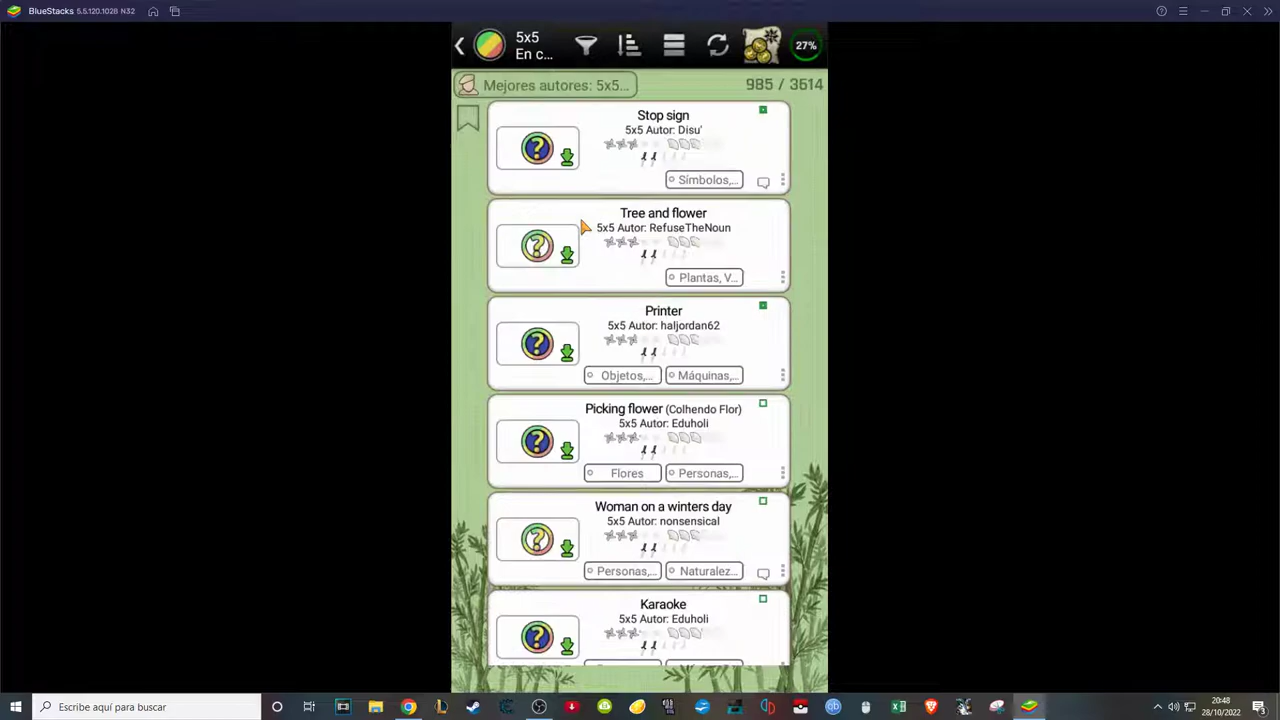 BlueStacks 5.5.120.1028 N32
5x5
En c...
27%
Mejores autores: 5x5...
985 / 3614
Stop sign
5x5 Autor: Disu'
Símbolos,...
Tree and flower
5x5 Autor: RefuseTheNoun
Plantas, V...
Printer
5x5 Autor: haljordan62
Objetos,...
Máquinas,...
Picking flower (Colhendo Flor)
5x5 Autor: Eduholi
Flores
Personas,...
Woman on a winters day
5x5 Autor: nonsensical
Personas,...
Naturalez...
Karaoke
5x5 Autor: Eduholi
Escribe aquí para buscar
20:48
28/10/2022